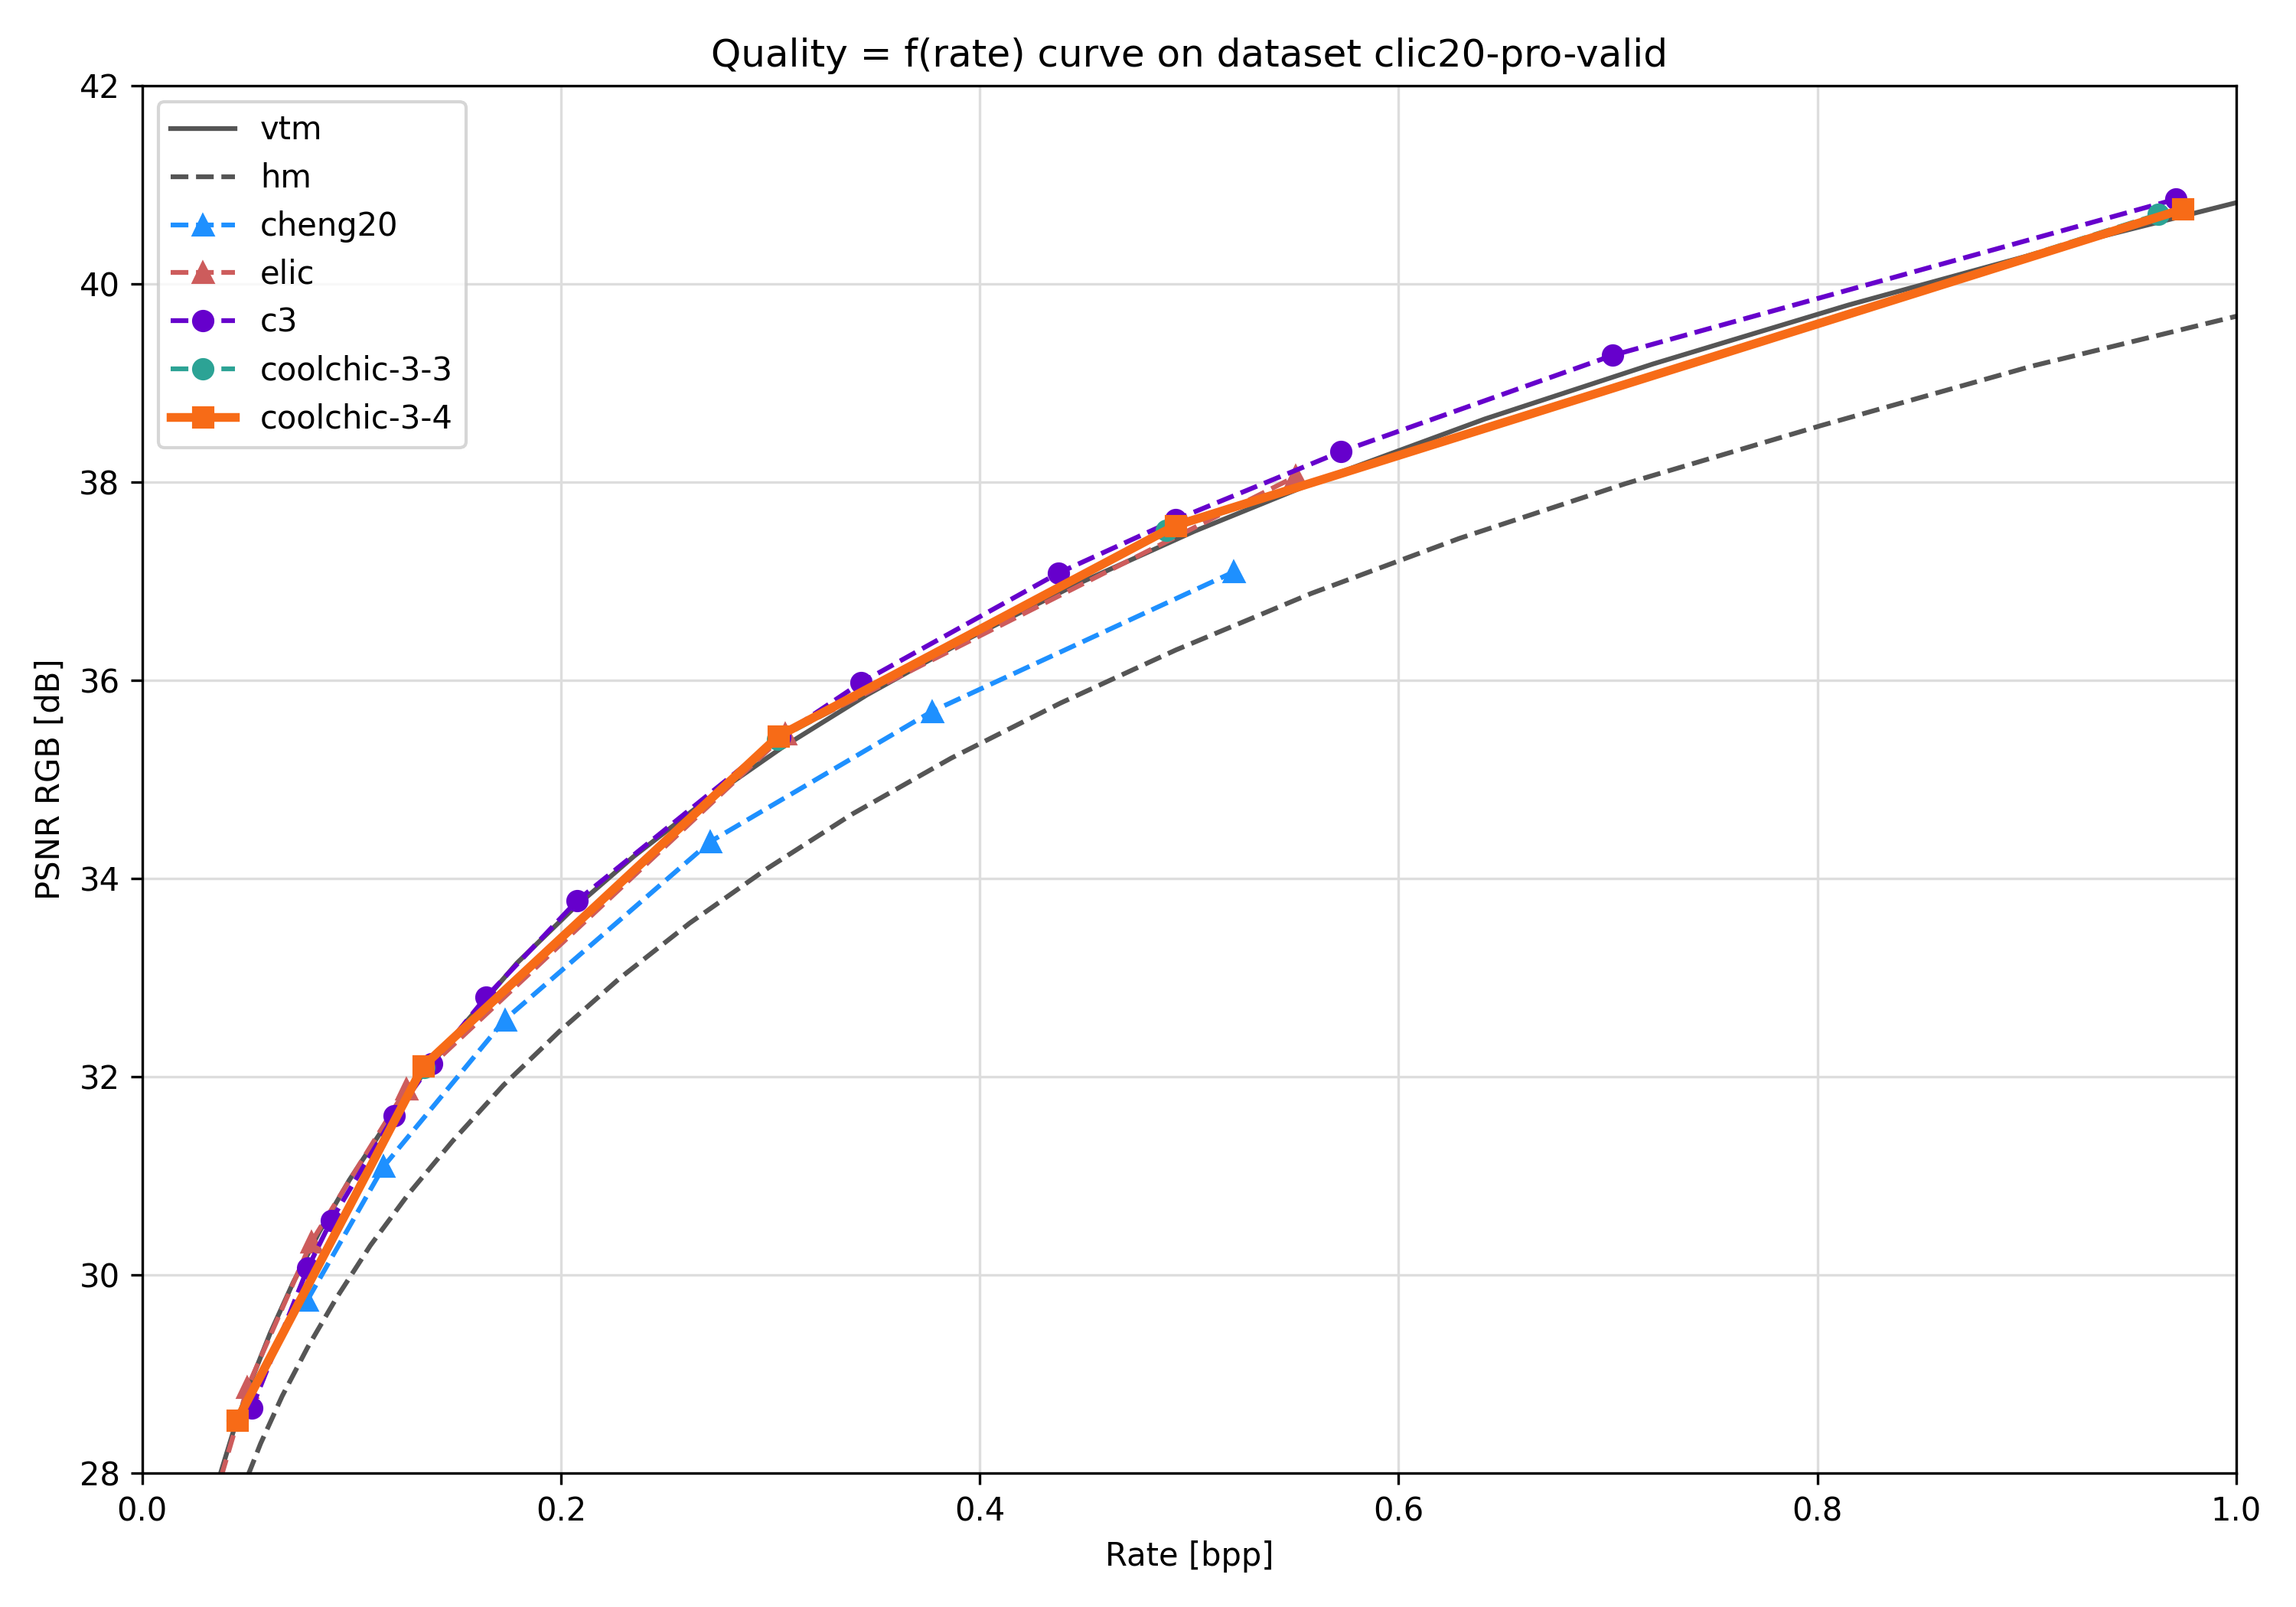 Quality = f(rate) curve on dataset clic20-pro-valid
vtm
hm
cheng20
elic
c3
coolchic-3-3
coolchic-3-4
PSNR RGB [dB]
42
40
38
36
34
32
30
28
0.0 0.2 0.4 0.6 0.8 1.0
Rate [bpp]